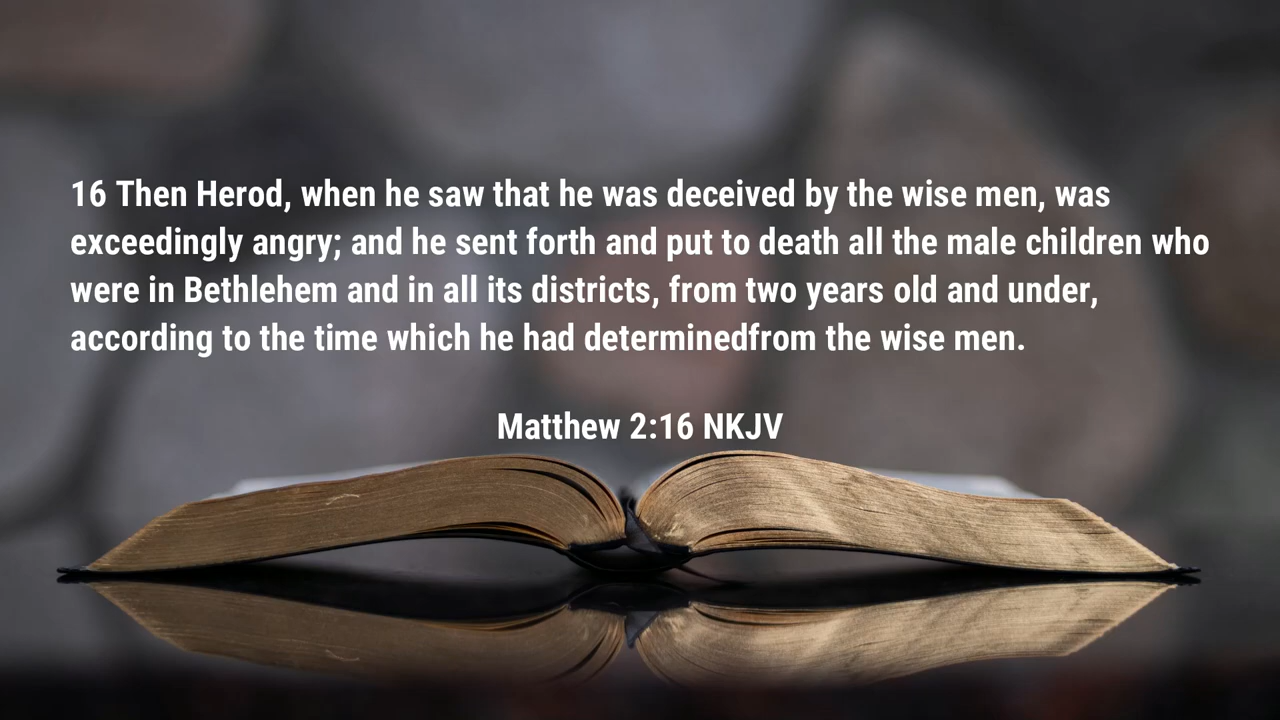 16 Then Herod, when he saw that he was deceived by the wise men, was
exceedingly angry; and he sent forth and put to death all the male children who
were in Bethlehem and in all its districts, from two years old and under,
according to the time which he had determinedfrom the wise men.
Matthew 2:16 NKJV